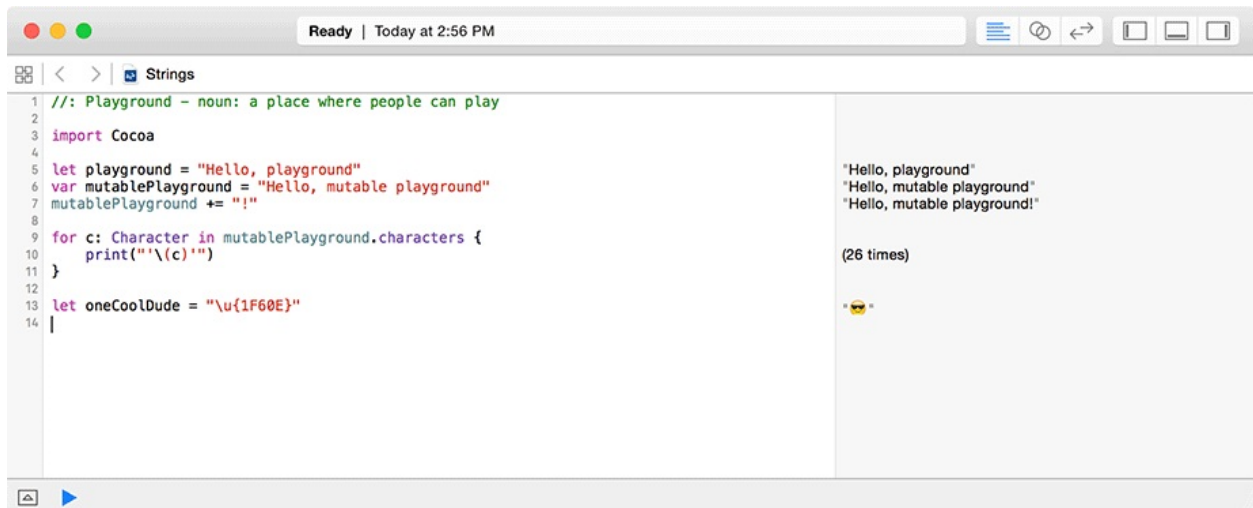 Ready | Today at 2:56 PM
Strings
1 //: Playground – noun: a place where people can play
2
3 import Cocoa
4
5 let playground = "Hello, playground"
"Hello, playground"
6 var mutablePlayground = "Hello, mutable playground"
"Hello, mutable playground"
7 mutablePlayground += "!"
"Hello, mutable playground!"
8
9 for c: Character in mutablePlayground.characters {
10 print("'\(c)'")
(26 times)
11 }
12
13 let oneCoolDude = "\u{1F60E}"
"😎"
14